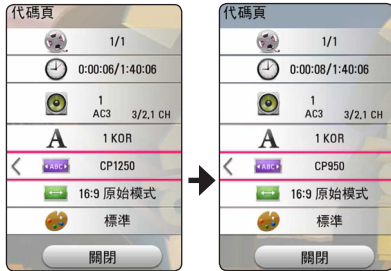 代碼頁
1/1
0:00:06/1:40:06
1
AC3 3/2,1 CH
A 1 KOR
ABC CP1250
16:9 原始模式
標準
關閉
代碼頁
1/1
0:00:08/1:40:06
1
AC3 3/2,1 CH
A 1 KOR
ABC CP950
16:9 原始模式
標準
關閉